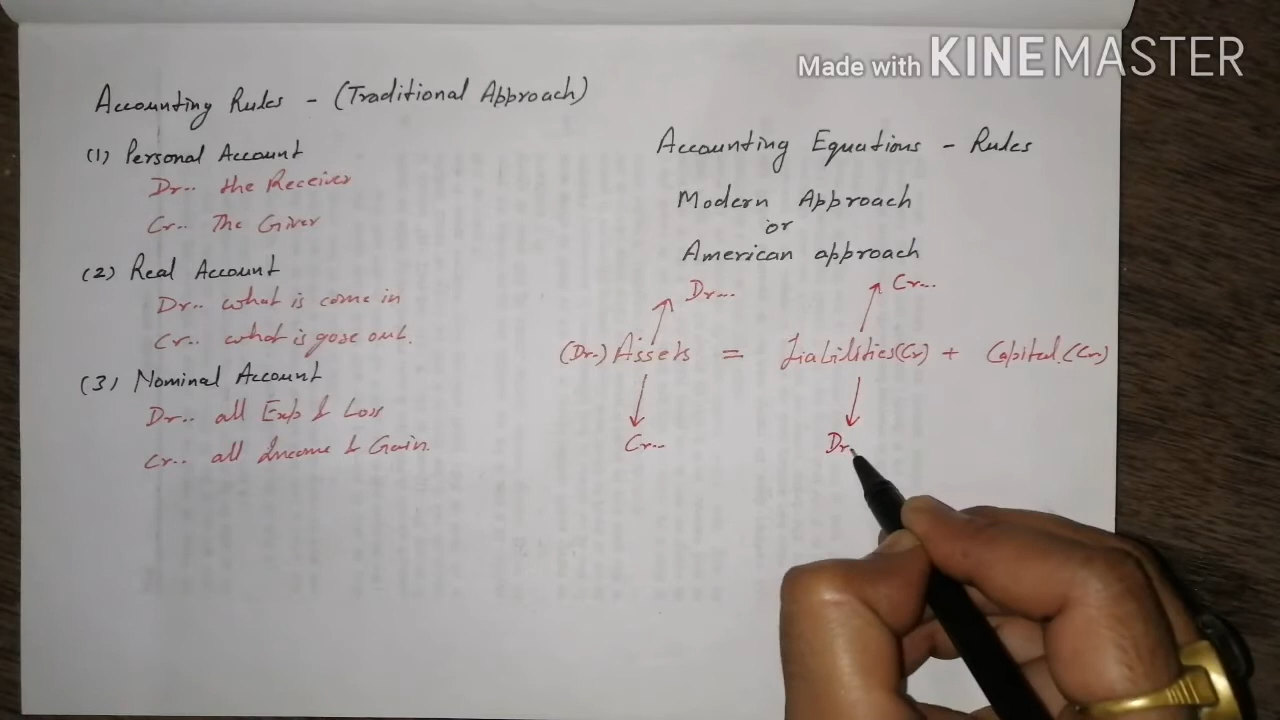 Made with KINEMASTER
Accounting Rules - (Traditional Approach)
(1) Personal Account
Dr.. the Receiver
Cr.. The Giver
(2) Real Account
Dr.. what is come in
Cr.. what is gose out.
(3) Nominal Account
Dr.. all Exp & Loss
Cr.. all Income & Gain.
Accounting Equations - Rules
Modern Approach
or
American approach
Dr... Cr...
(Dr.) Assets = Liabilities(Cr) + Capital.(Cr)
Cr... Dr.